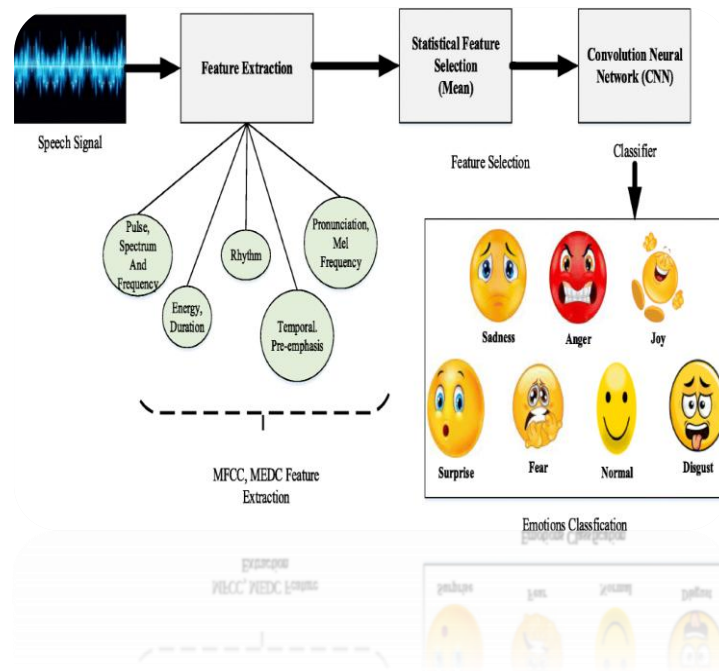 Speech Signal
Feature Extraction
Statistical Feature
Selection
(Mean)
Convolution Neural
Network (CNN)
Feature Selection
Classifier
Pulse,
Spectrum
And
Frequency
Energy,
Duration
Rhythm
Temporal.
Pre-emphasis
Pronunciation,
Mel
Frequency
MFCC, MEDC Feature
Extraction
Sadness
Anger
Joy
Surprise
Fear
Normal
Disgust
Emotions Classfication